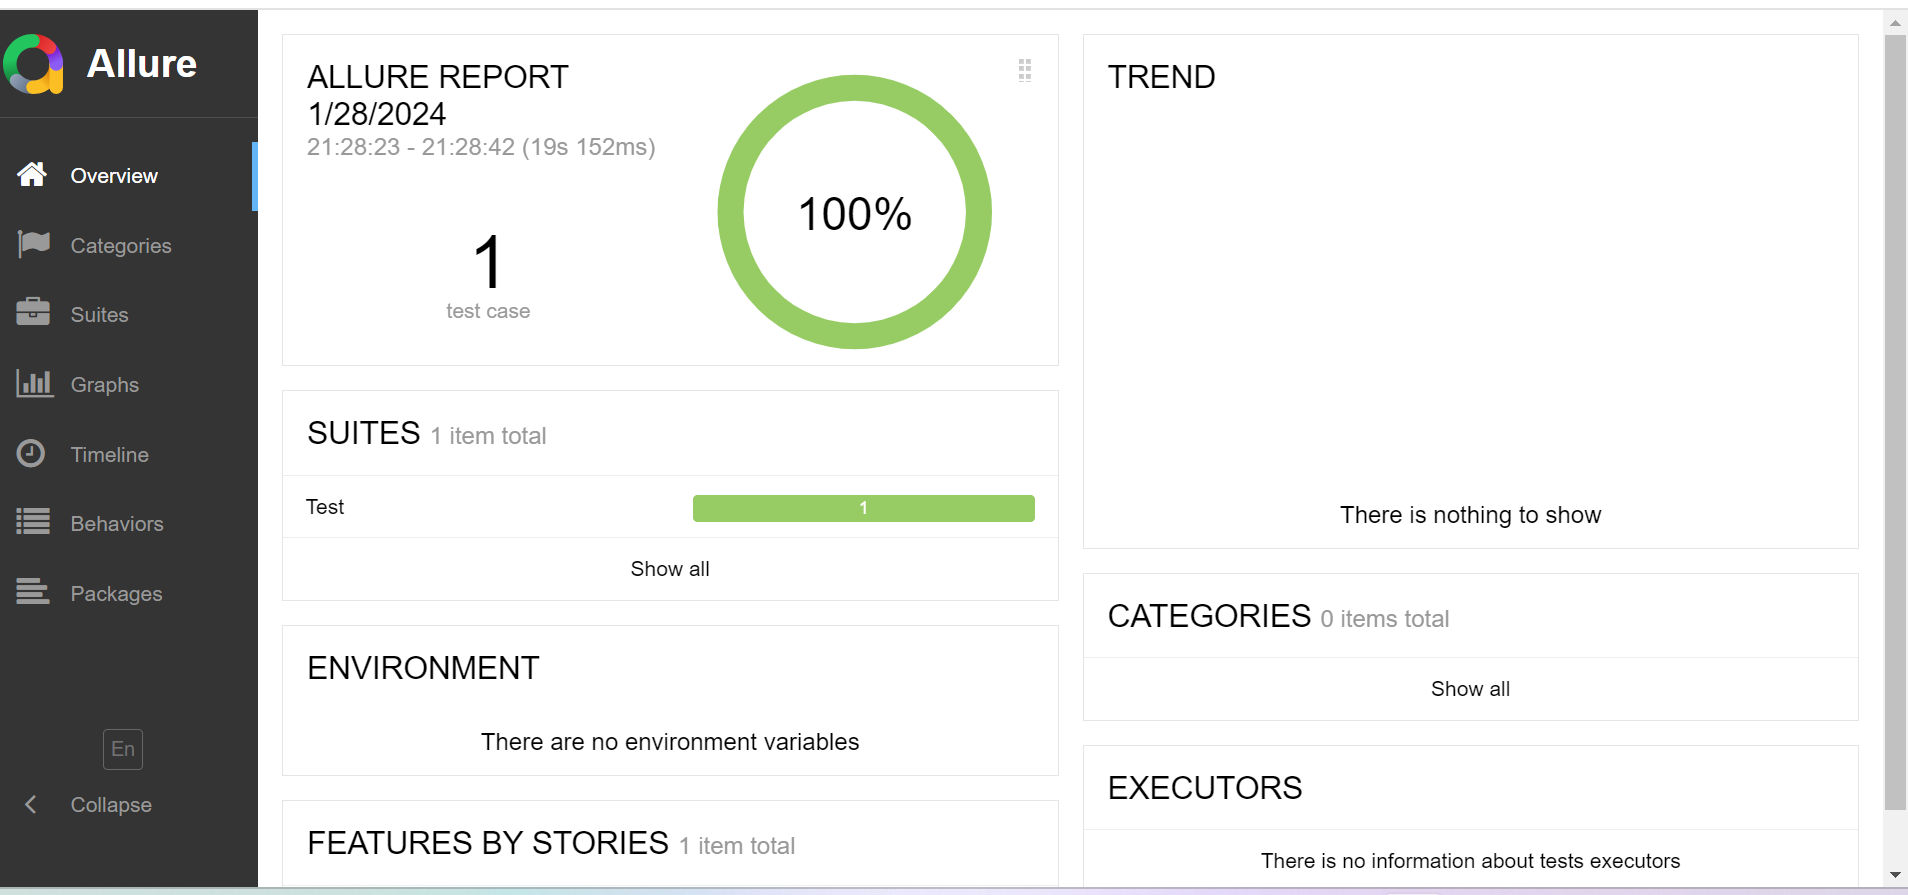 Allure
Overview
Categories
Suites
Graphs
Timeline
Behaviors
Packages
En
Collapse
ALLURE REPORT
1/28/2024
21:28:23 - 21:28:42 (19s 152ms)
1
test case
100%
SUITES 1 item total
Test 1
Show all
ENVIRONMENT
There are no environment variables
FEATURES BY STORIES 1 item total
TREND
There is nothing to show
CATEGORIES 0 items total
Show all
EXECUTORS
There is no information about tests executors